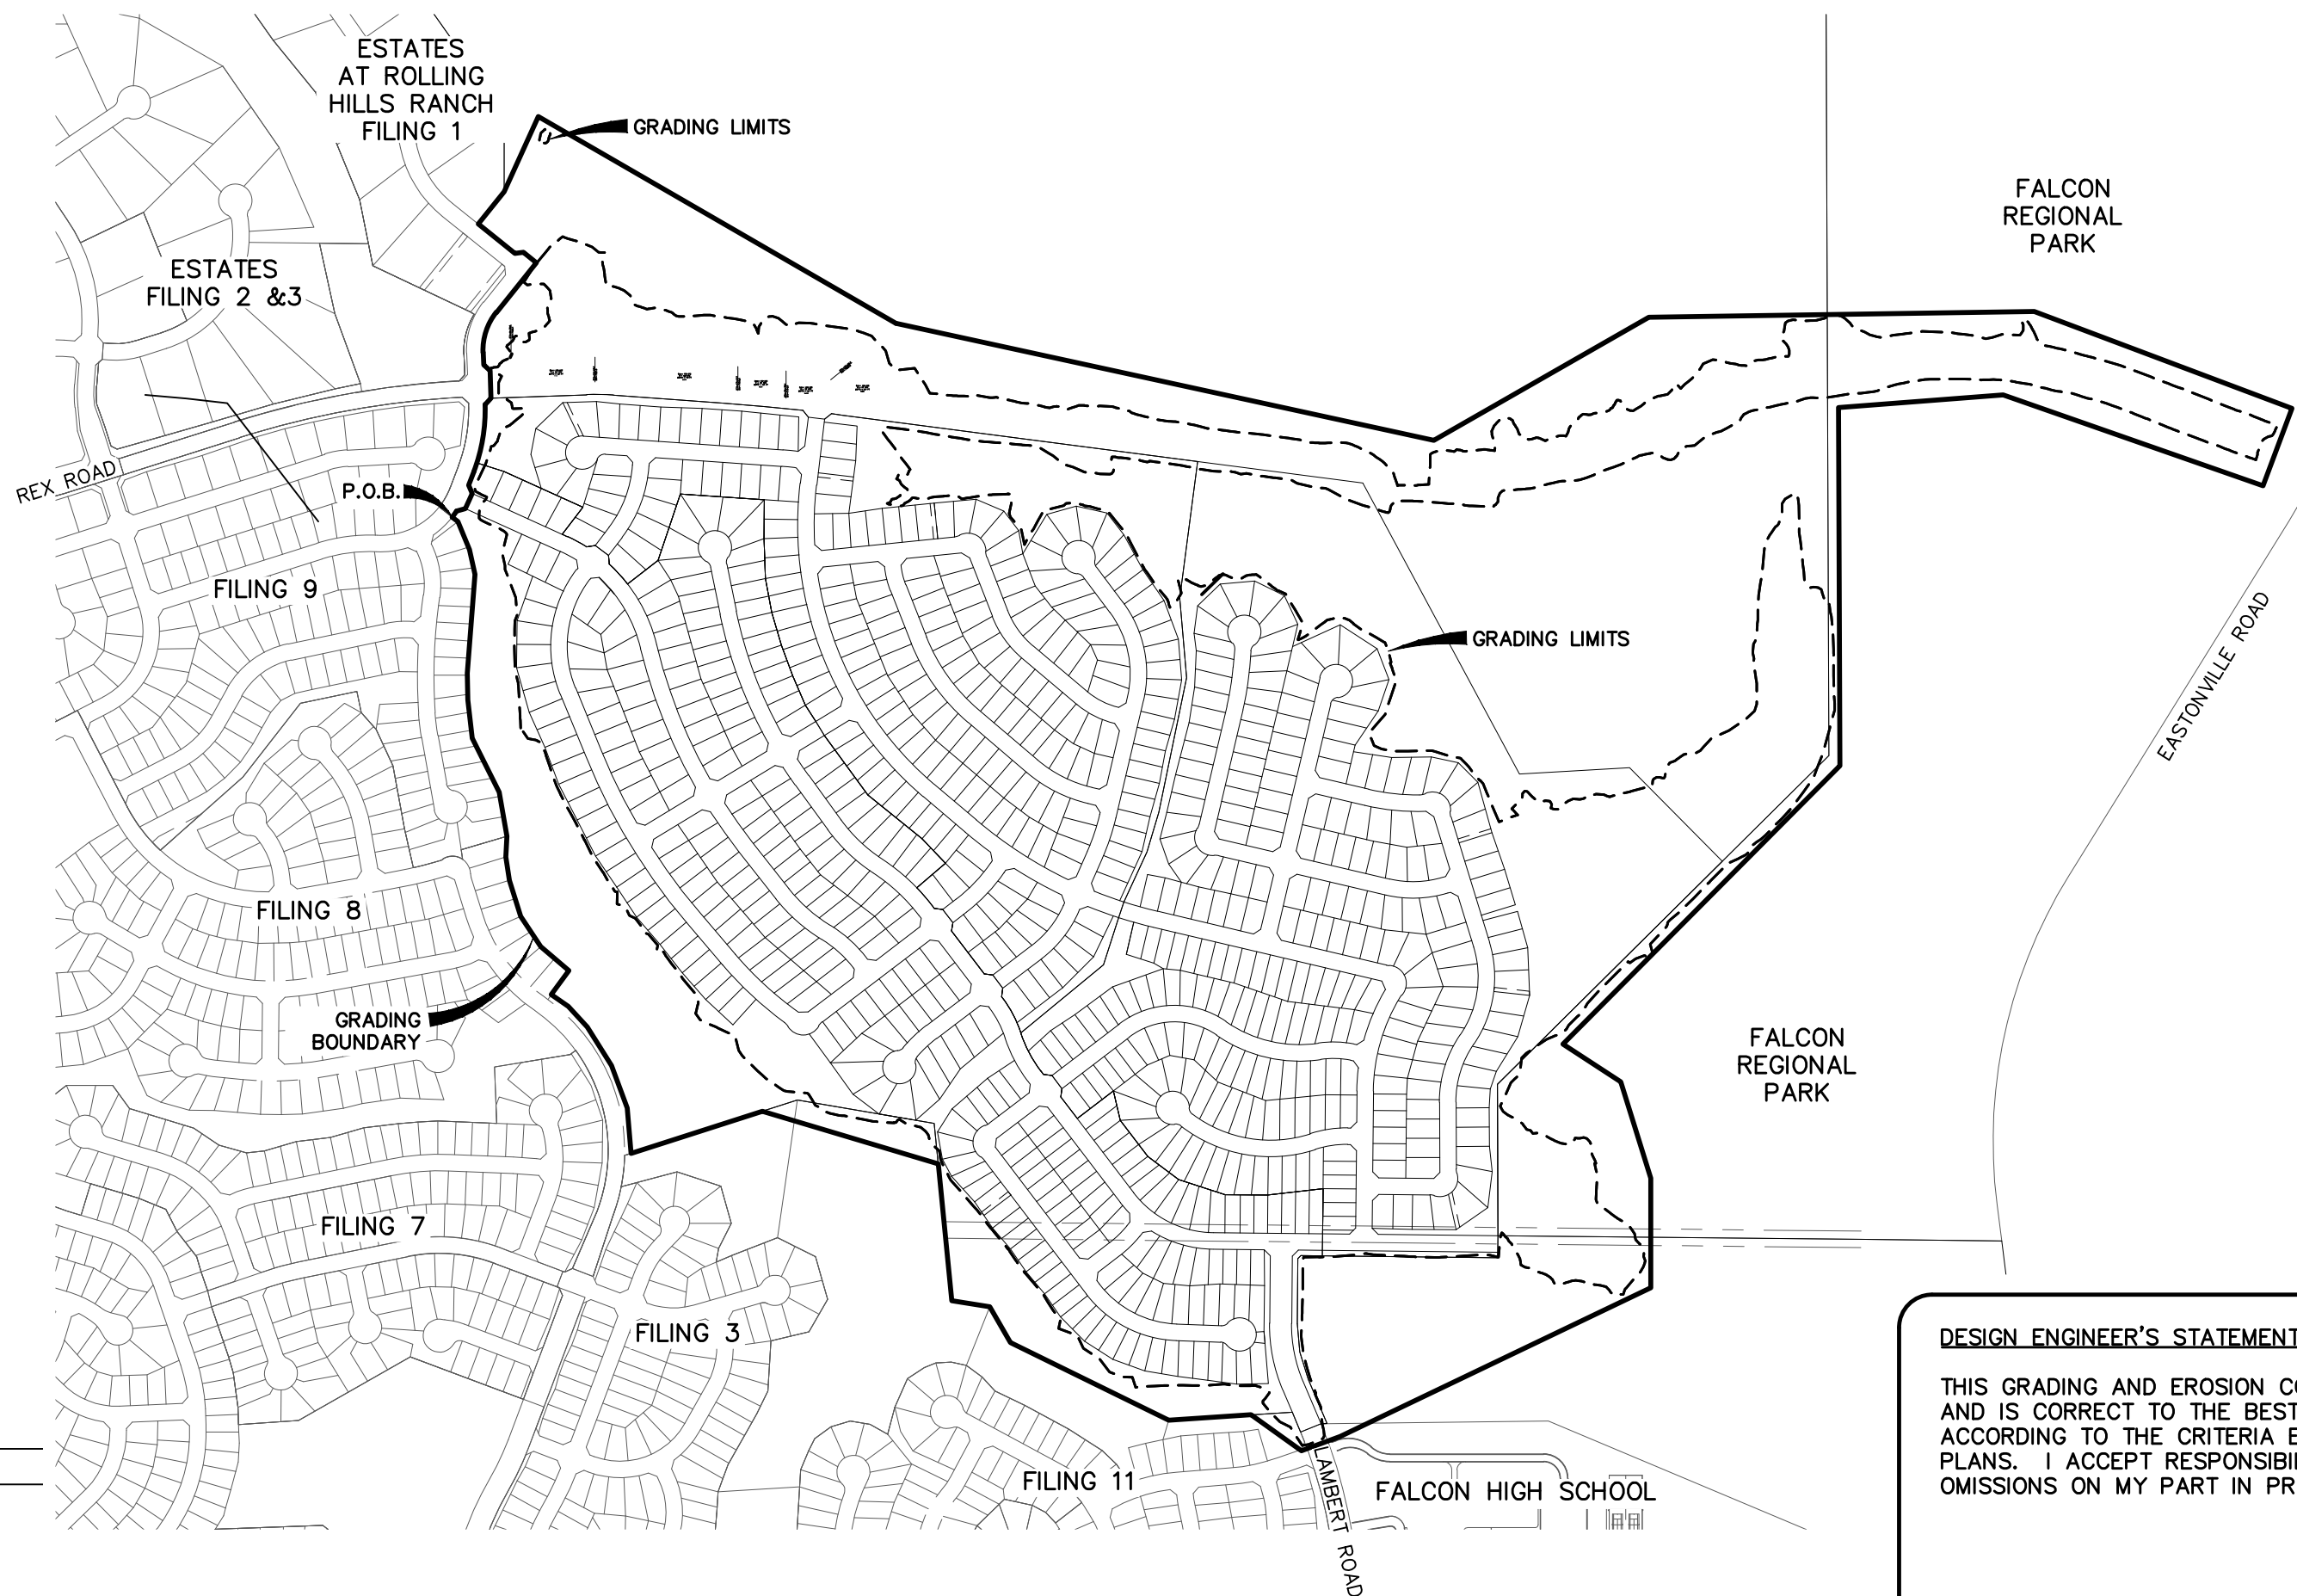 ESTATES
AT ROLLING
HILLS RANCH
FILING 1
GRADING LIMITS
FALCON
REGIONAL
PARK
ESTATES
FILING 2 &3
REX ROAD
P.O.B.
FILING 9
GRADING LIMITS
EASTONVILLE ROAD
FILING 8
GRADING
BOUNDARY
FALCON
REGIONAL
PARK
FILING 7
FILING 3
FILING 11
LAMBERT ROAD
FALCON HIGH SCHOOL
DESIGN ENGINEER'S STATEMENT
THIS GRADING AND EROSION CO
AND IS CORRECT TO THE BEST
ACCORDING TO THE CRITERIA E
PLANS. I ACCEPT RESPONSIBI
OMISSIONS ON MY PART IN PR